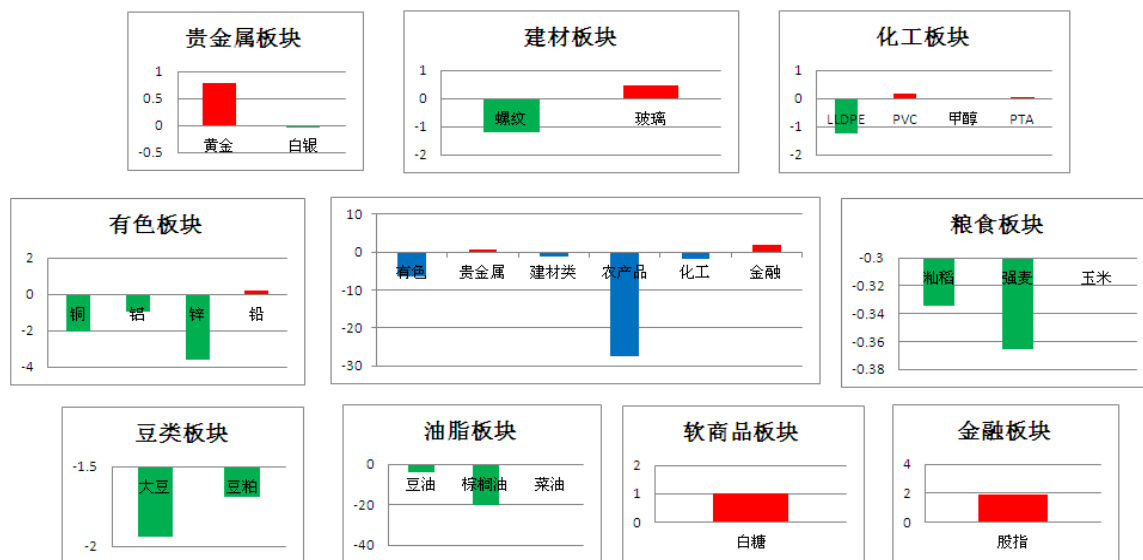 贵金属板块
1
0.5
0
-0.5
黄金
白银
建材板块
1
0
-1
-2
螺纹
玻璃
化工板块
1
0
-1
-2
LLDPE
PVC
甲醇
PTA
有色板块
2
0
-2
-4
铜
铝
锌
铅
10
0
-10
-20
-30
有色
贵金属
建材类
农产品
化工
金融
粮食板块
-0.3
-0.32
-0.34
-0.36
-0.38
籼稻
强麦
玉米
豆类板块
-1.5
-2
大豆
豆粕
油脂板块
0
-20
-40
豆油
棕榈油
菜油
软商品板块
2
1
0
白糖
金融板块
4
2
0
股指